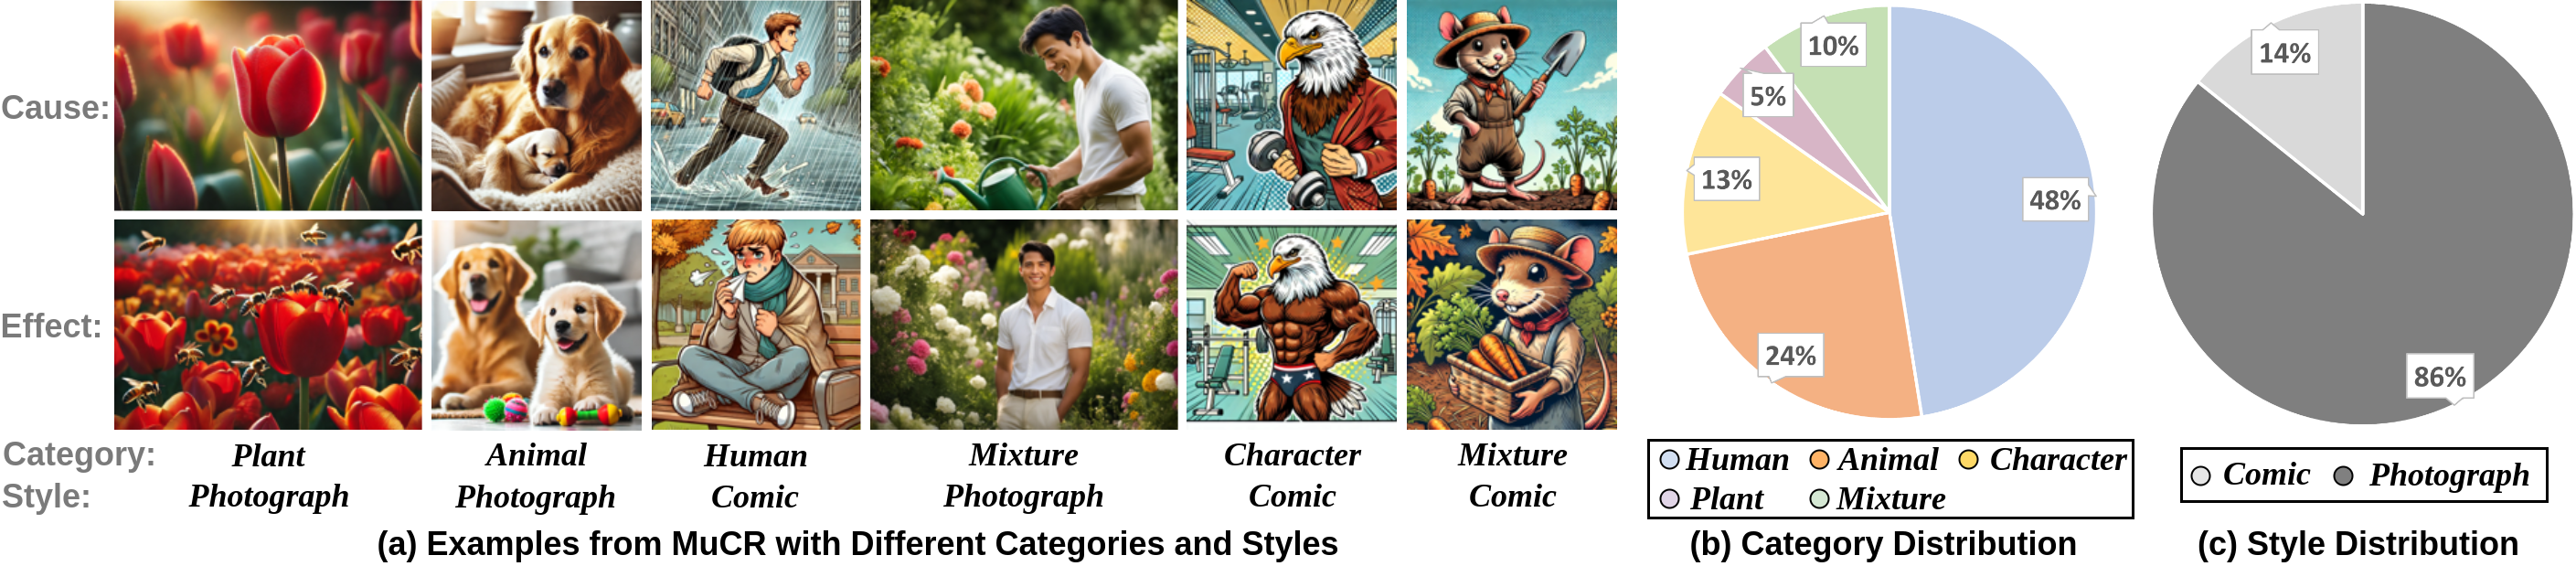 Cause:
Effect:
Category: Plant Animal Human Mixture Character Mixture
Style: Photograph Photograph Comic Photograph Comic Comic
(a) Examples from MuCR with Different Categories and Styles
10%
5%
13%
48%
24%
Human Animal Character
Plant Mixture
(b) Category Distribution
14%
86%
Comic Photograph
(c) Style Distribution